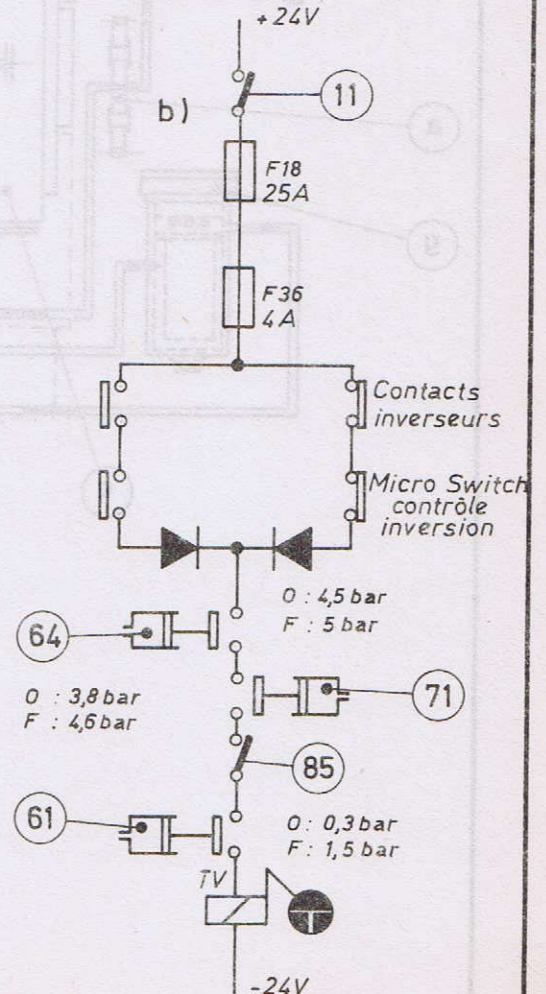 +24V
b)
11
F18
25A
F36
4A
Contacts
inverseurs
Micro Switch
contrôle
inversion
O : 4,5 bar
F : 5 bar
64
71
O : 3,8 bar
F : 4,6 bar
85
61
O : 0,3 bar
F : 1,5 bar
TV
T
-24V